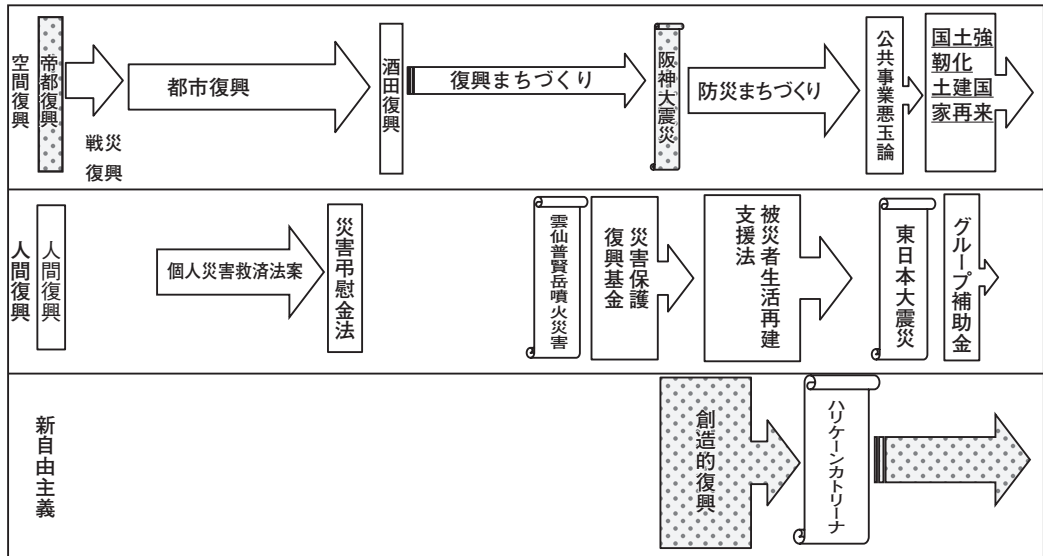 空間復興
帝都復興
戦災
復興
都市復興
酒田復興
復興まちづくり
阪神大震災
防災まちづくり
公共事業悪玉論
国土強
靱化
土建国
家再来
人間復興
人間復興
個人災害救済法案
災害弔慰金法
雲仙普賢岳噴火災害
災害保護
復興基金
被災者生活再建
支援法
東日本大震災
グループ補助金
新自由主義
創造的復興
ハリケーンカトリーナ